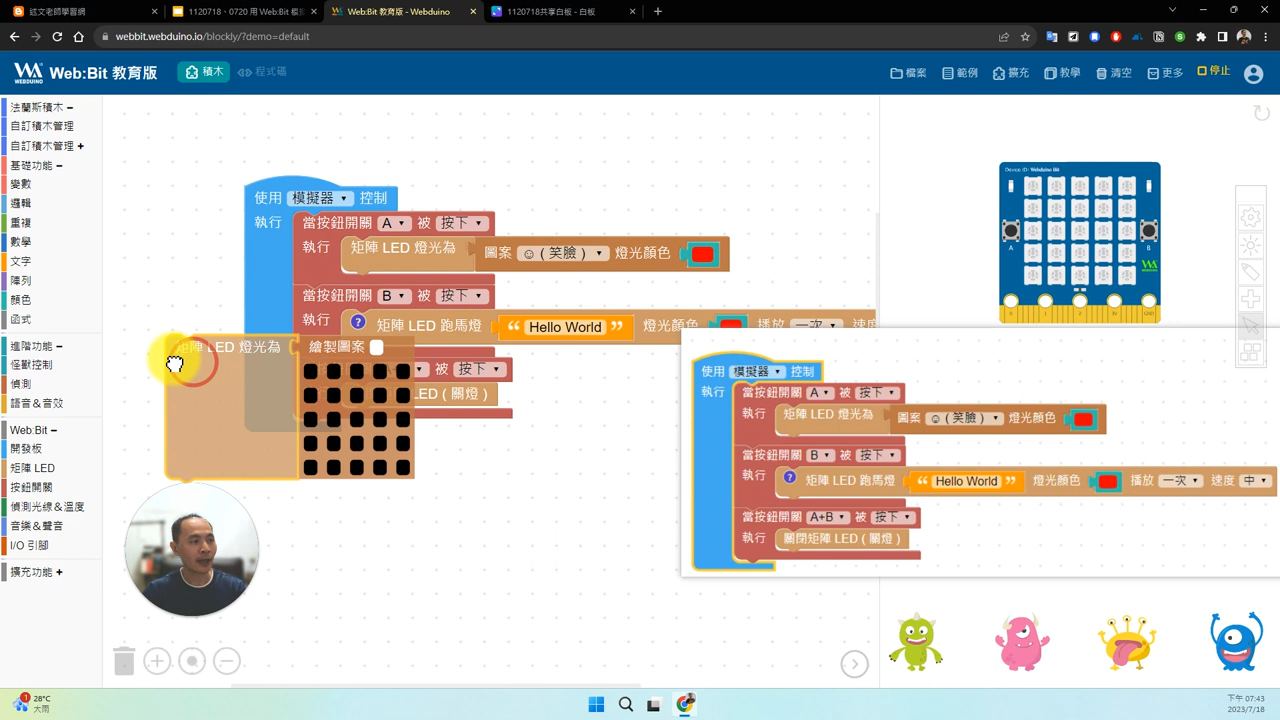 述文老師學習網
1120718、0720 用 Web:Bit 模擬
Web:Bit 教育版 - Webduino
1120718共享白板 - 白板
webbit.webduino.io/blockly/?demo=default
WEBDUINO
Web:Bit 教育版
積木
程式碼
檔案
範例
擴充
教學
清空
更多
停止
法蘭斯積木
自訂積木管理
自訂積木管理
基礎功能
變數
邏輯
重複
數學
文字
陣列
顏色
函式
進階功能
怪獸控制
偵測
語音&音效
Web:Bit
開發板
矩陣 LED
按鈕開關
偵測光線&溫度
音樂&聲音
I/O 引腳
擴充功能
使用 模擬器 控制
執行 當按鈕開關 A 被 按下
執行 矩陣 LED 燈光為 圖案 ☺ ( 笑臉 ) 燈光顏色
當按鈕開關 B 被 按下
執行 ? 矩陣 LED 跑馬燈 “ Hello World ” 燈光顏色 播放 一次 速度
被 按下
LED ( 關燈 )
矩陣 LED 燈光為 繪製圖案
Device ID: Webduino Bit
A
B
使用 模擬器 控制
執行 當按鈕開關 A 被 按下
執行 矩陣 LED 燈光為 圖案 ☺ ( 笑臉 ) 燈光顏色
當按鈕開關 B 被 按下
執行 ? 矩陣 LED 跑馬燈 “ Hello World ” 燈光顏色 播放 一次 速度 中
當按鈕開關 A+B 被 按下
執行 關閉矩陣 LED ( 關燈 )
1
28°C
大雨
下午 07:43
2023/7/18